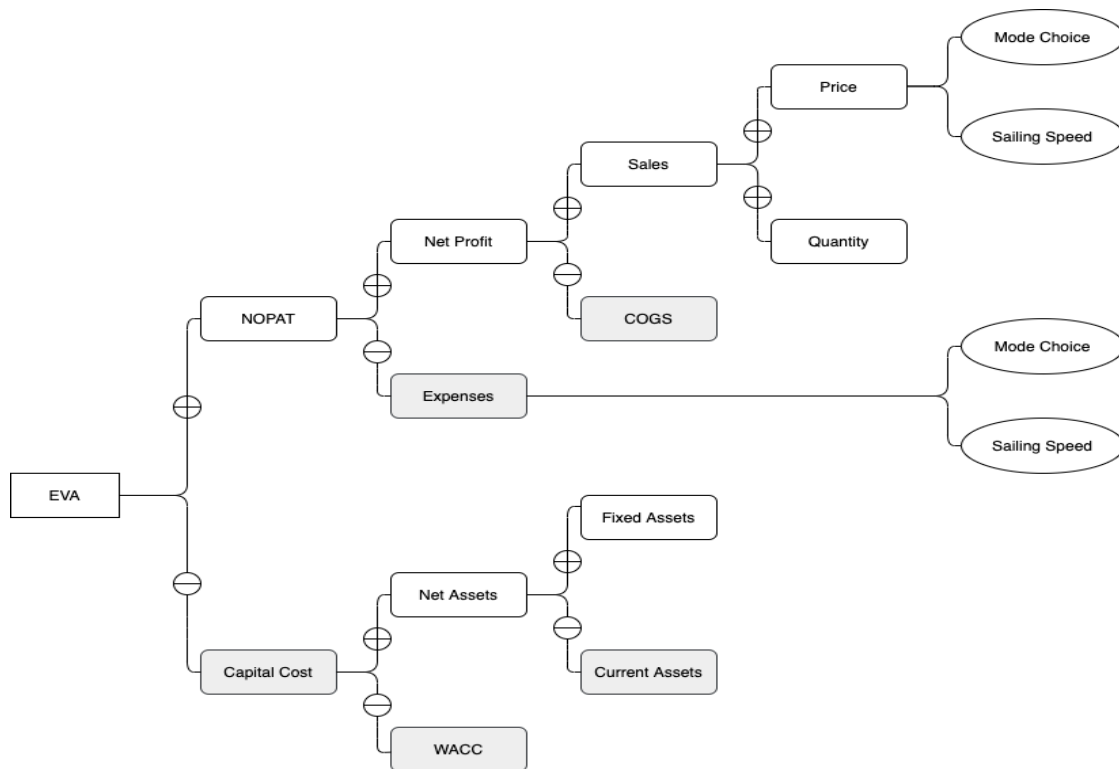 Mode Choice
Price
Sailing Speed
Sales
Net Profit
Quantity
NOPAT
COGS
Mode Choice
Expenses
Sailing Speed
EVA
Fixed Assets
Net Assets
Capital Cost
Current Assets
WACC